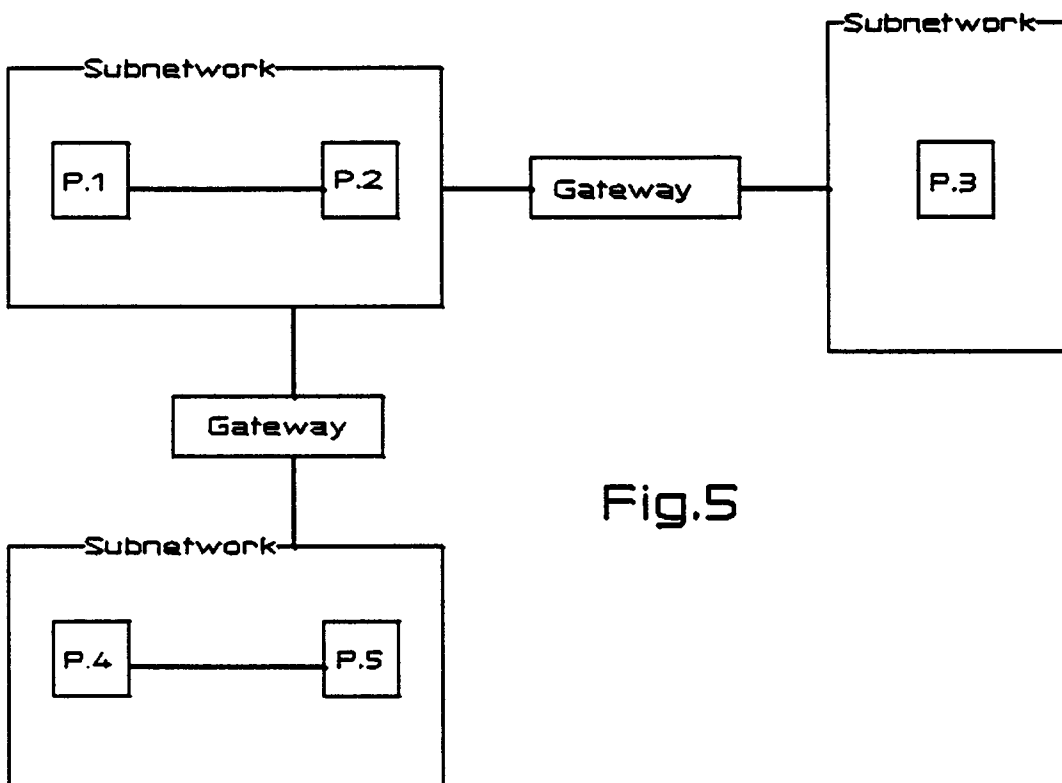 Subnetwork
Subnetwork
P.1
P.2
Gateway
P.3
Gateway
Fig.5
Subnetwork
P.4
P.5